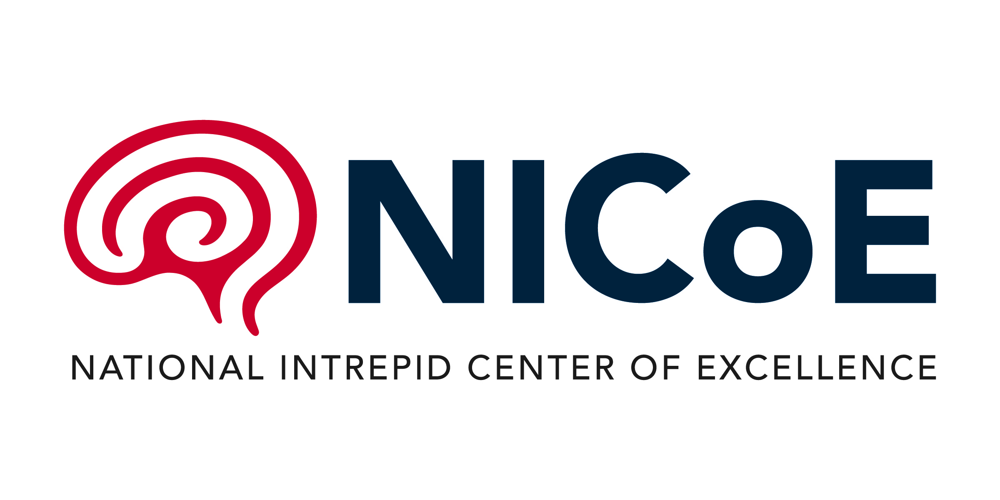 NICoE
NATIONAL INTREPID CENTER OF EXCELLENCE